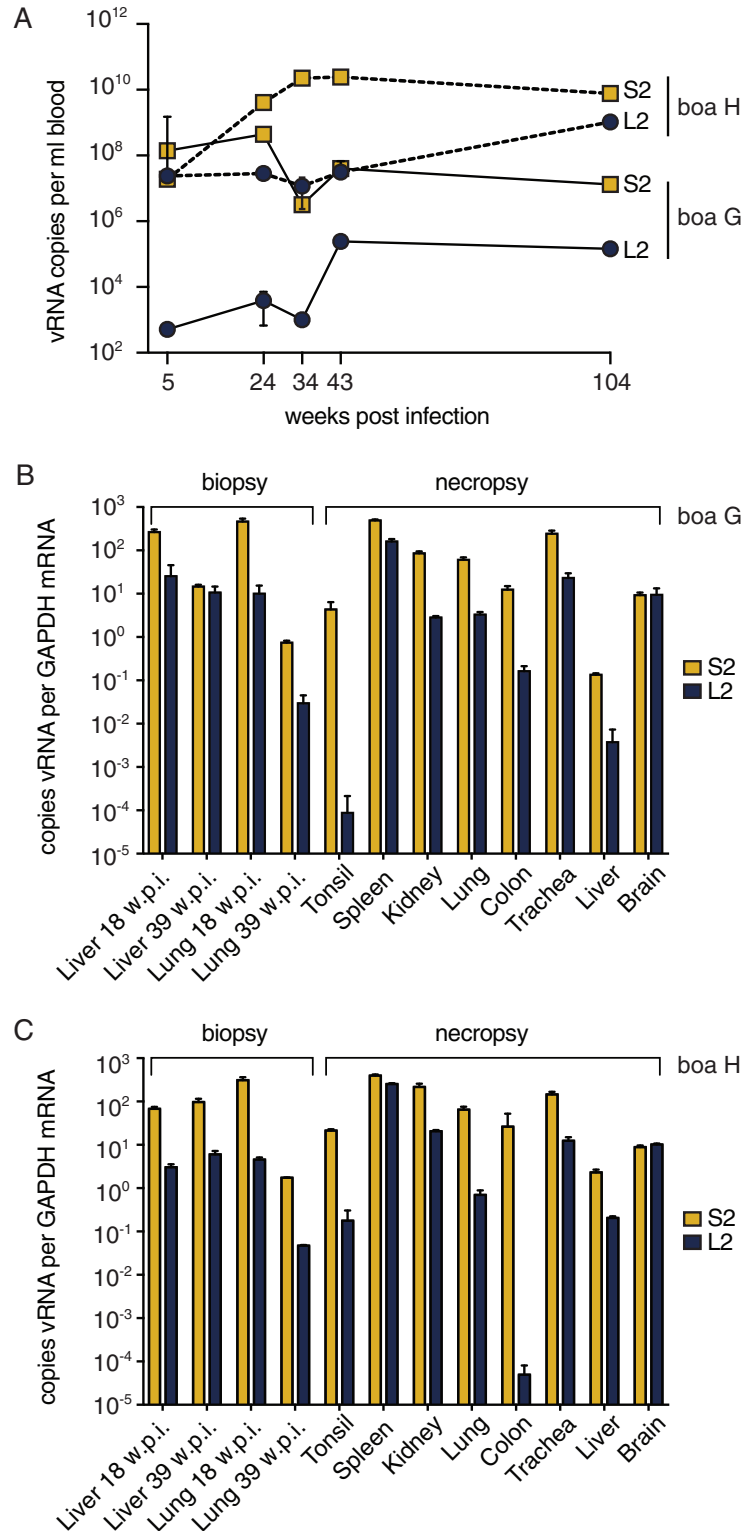 A
10^12
10^10
10^8
10^6
10^4
10^2
vRNA copies per ml blood
S2
L2
boa H
S2
L2
boa G
5 24 34 43 104
weeks post infection
B
biopsy necropsy boa G
10^3
10^2
10^1
10^0
10^-1
10^-2
10^-3
10^-4
10^-5
copies vRNA per GAPDH mRNA
S2
L2
Liver 18 w.p.i.
Liver 39 w.p.i.
Lung 18 w.p.i.
Lung 39 w.p.i.
Tonsil
Spleen
Kidney
Lung
Colon
Trachea
Liver
Brain
C
biopsy necropsy boa H
10^3
10^2
10^1
10^0
10^-1
10^-2
10^-3
10^-4
10^-5
copies vRNA per GAPDH mRNA
S2
L2
Liver 18 w.p.i.
Liver 39 w.p.i.
Lung 18 w.p.i.
Lung 39 w.p.i.
Tonsil
Spleen
Kidney
Lung
Colon
Trachea
Liver
Brain